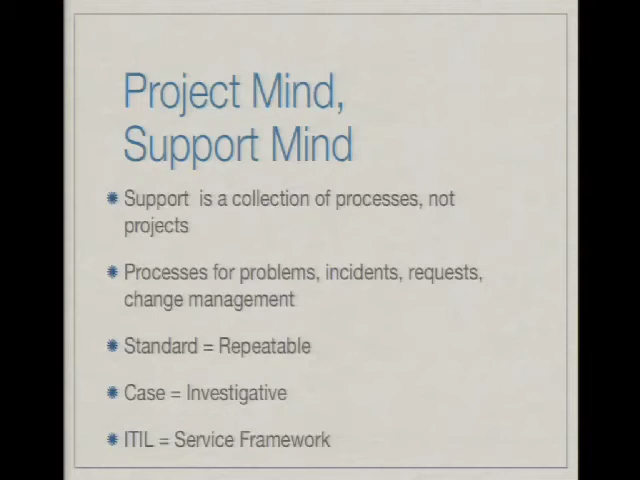 Project Mind,
Support Mind
Support is a collection of processes, not
projects
Processes for problems, incidents, requests,
change management
Standard = Repeatable
Case = Investigative
ITIL = Service Framework